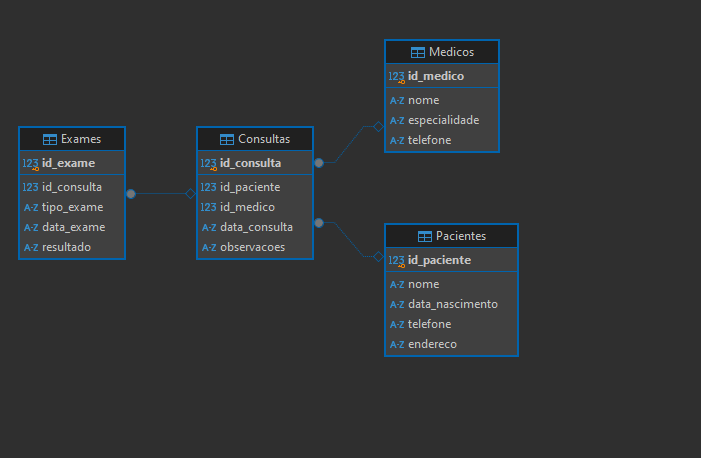 Exames
123 id_exame
123 id_consulta
A-Z tipo_exame
A-Z data_exame
A-Z resultado
Consultas
123 id_consulta
123 id_paciente
123 id_medico
A-Z data_consulta
A-Z observacoes
Medicos
123 id_medico
A-Z nome
A-Z especialidade
A-Z telefone
Pacientes
123 id_paciente
A-Z nome
A-Z data_nascimento
A-Z telefone
A-Z endereco